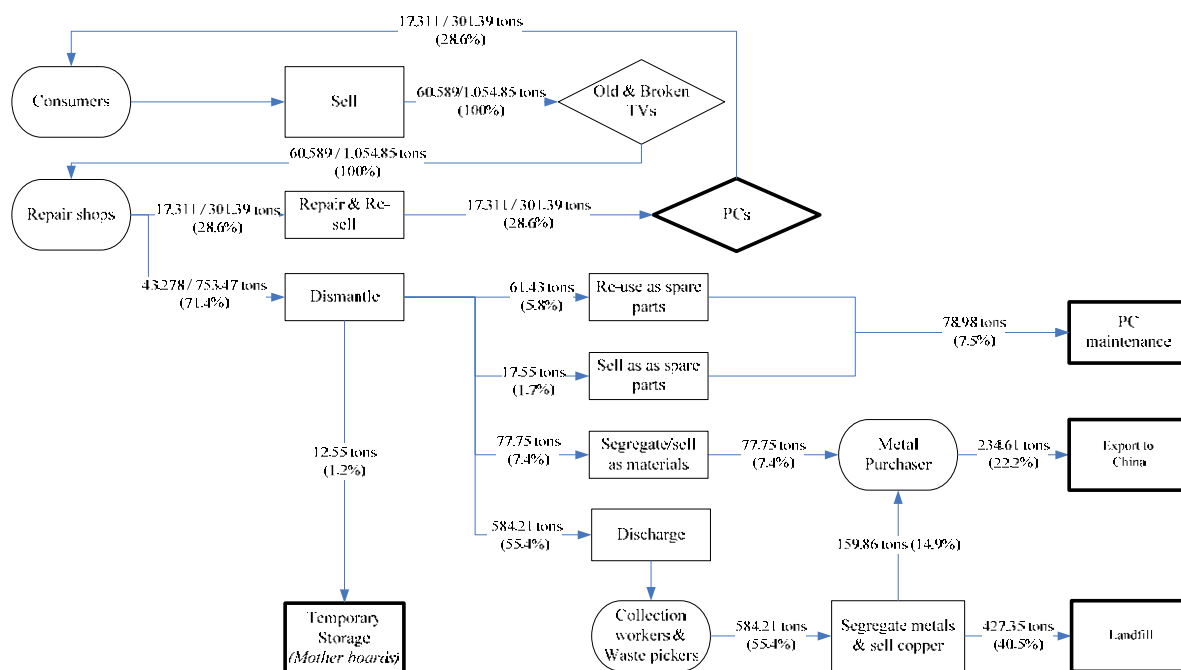 17.311 / 301.39 tons
(28.6%)
Consumers
Sell
60.589/1,054.85 tons
(100%)
Old & Broken
TVs
60.589 / 1,054.85 tons
(100%)
Repair shops
17.311 / 301.39 tons
(28.6%)
Repair & Re-
sell
17.311 / 301.39 tons
(28.6%)
PCs
43.278 / 753.47 tons
(71.4%)
Dismantle
61.43 tons
(5.8%)
Re-use as spare
parts
78.98 tons
(7.5%)
PC
maintenance
17.55 tons
(1.7%)
Sell as as spare
parts
12.55 tons
(1.2%)
77.75 tons
(7.4%)
Segregate/sell
as materials
77.75 tons
(7.4%)
Metal
Purchaser
234.61 tons
(22.2%)
Export to
China
584.21 tons
(55.4%)
Discharge
159.86 tons (14.9%)
Temporary
Storage
(Mother boards)
Collection
workers &
Waste pickers
584.21 tons
(55.4%)
Segregate metals
& sell copper
427.35 tons
(40.5%)
Landfill